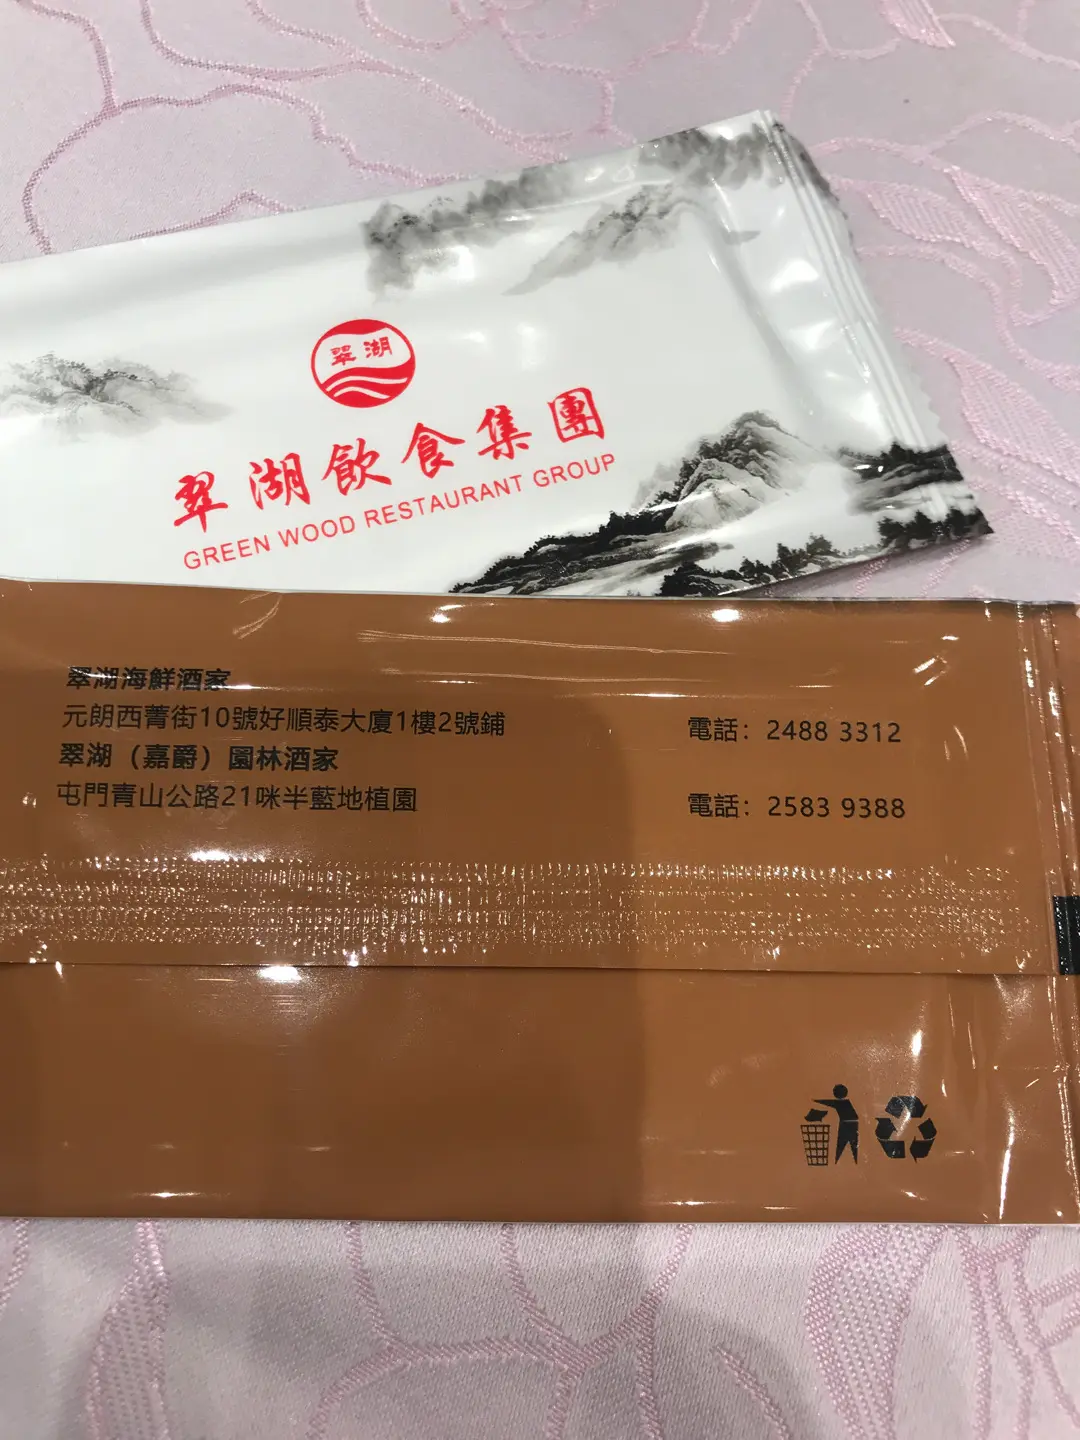 翠湖
翠湖飲食集團
GREEN WOOD RESTAURANT GROUP
翠湖海鮮酒家
元朗西菁街10號好順泰大廈1樓2號鋪 電話：2488 3312
翠湖（嘉爵）園林酒家
屯門青山公路21咪半藍地植園 電話：2583 9388